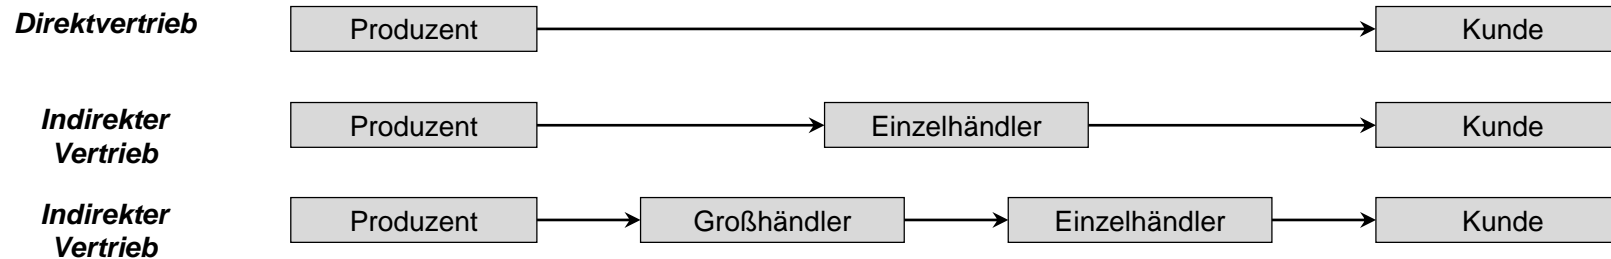 Direktvertrieb Produzent Kunde
Indirekter
Vertrieb
Produzent Einzelhändler Kunde
Indirekter
Vertrieb
Produzent Großhändler Einzelhändler Kunde